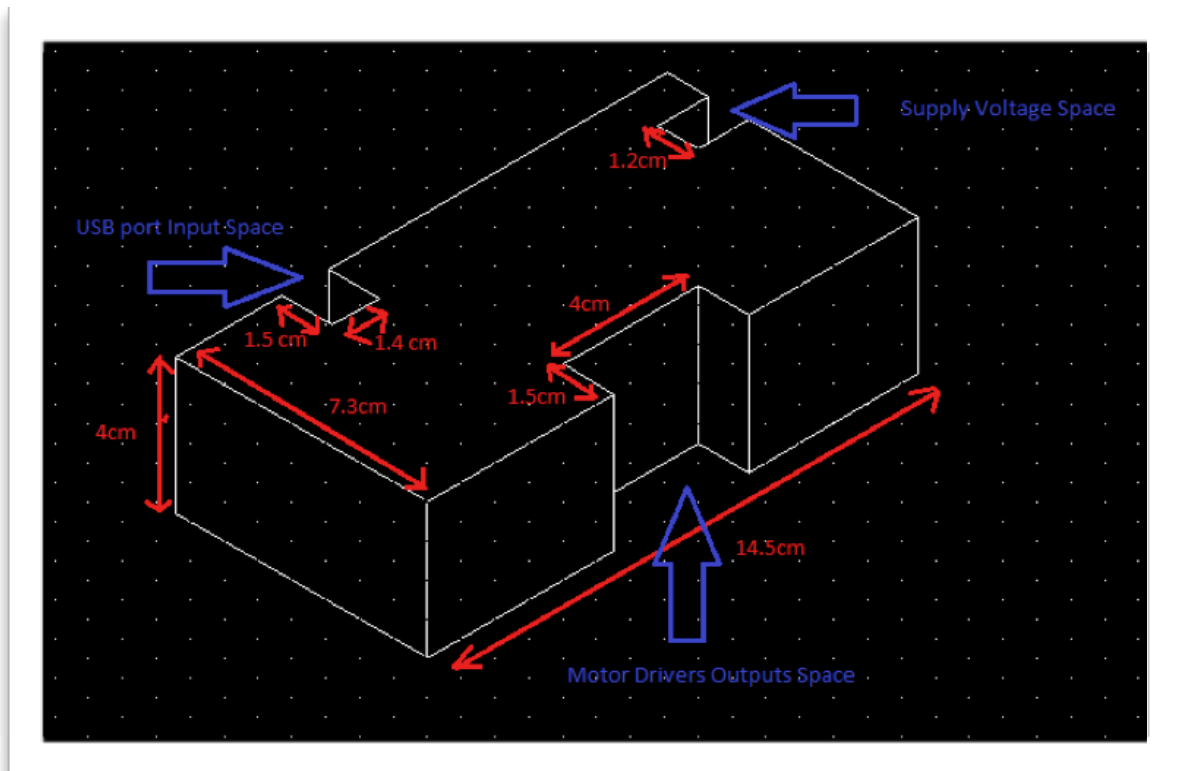 Supply Voltage Space
1.2cm
USB port Input Space
4cm
1.5 cm
1.4 cm
1.5cm
7.3cm
4cm
14.5cm
Motor Drivers Outputs Space